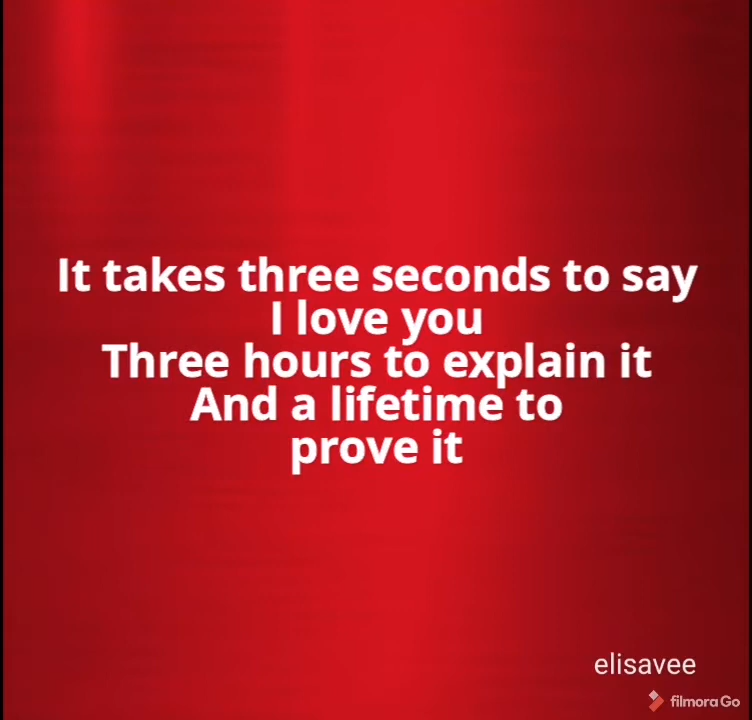 It takes three seconds to say
I love you
Three hours to explain it
And a lifetime to
prove it
elisavee
filmora Go